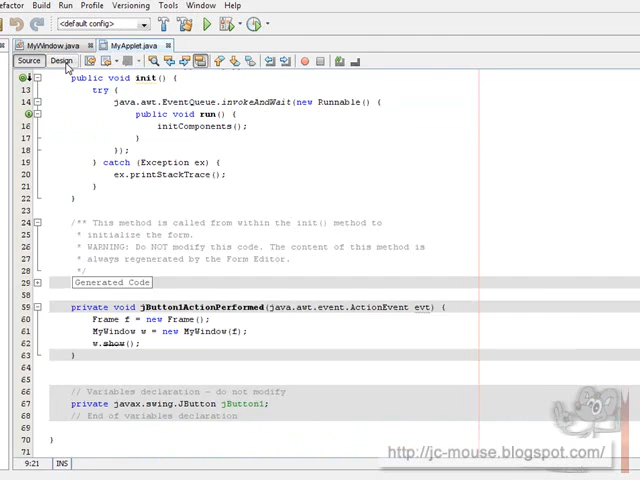 efactor Build Run Profile Versioning Tools Window Help
<default config>
MyWindow.java MyApplet.java
Source Design
public void init() {
13 try {
14 java.awt.EventQueue.invokeAndWait(new Runnable() {
public void run() {
16 initComponents();
17 }
18 });
19 } catch (Exception ex) {
20 ex.printStackTrace();
21 }
22 }
23
24 /** This method is called from within the init() method to
25 * initialize the form.
26 * WARNING: Do NOT modify this code. The content of this method is
27 * always regenerated by the Form Editor.
28 */
29 Generated Code
58
59 private void jButton1ActionPerformed(java.awt.event.ActionEvent evt) {
60 Frame f = new Frame();
61 MyWindow w = new MyWindow(f);
62 w.show();
63 }
64
65
66 // Variables declaration - do not modify
67 private javax.swing.JButton jButton1;
68 // End of variables declaration
69
70 }
71
http://jc-mouse.blogspot.com/
9:21 INS